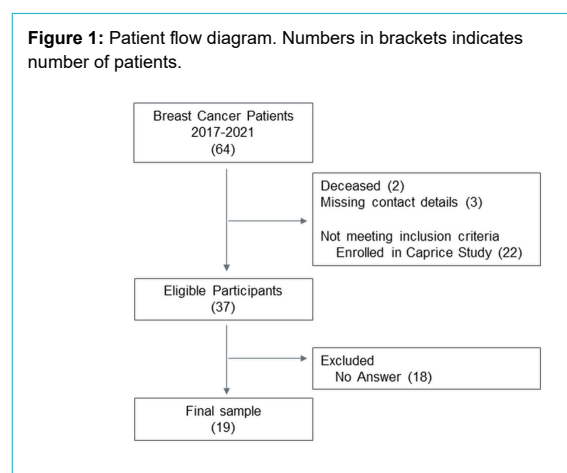 Figure 1: Patient flow diagram. Numbers in brackets indicates
number of patients.
Breast Cancer Patients
2017-2021
(64)
Deceased (2)
Missing contact details (3)
Not meeting inclusion criteria
Enrolled in Caprice Study (22)
Eligible Participants
(37)
Excluded
No Answer (18)
Final sample
(19)